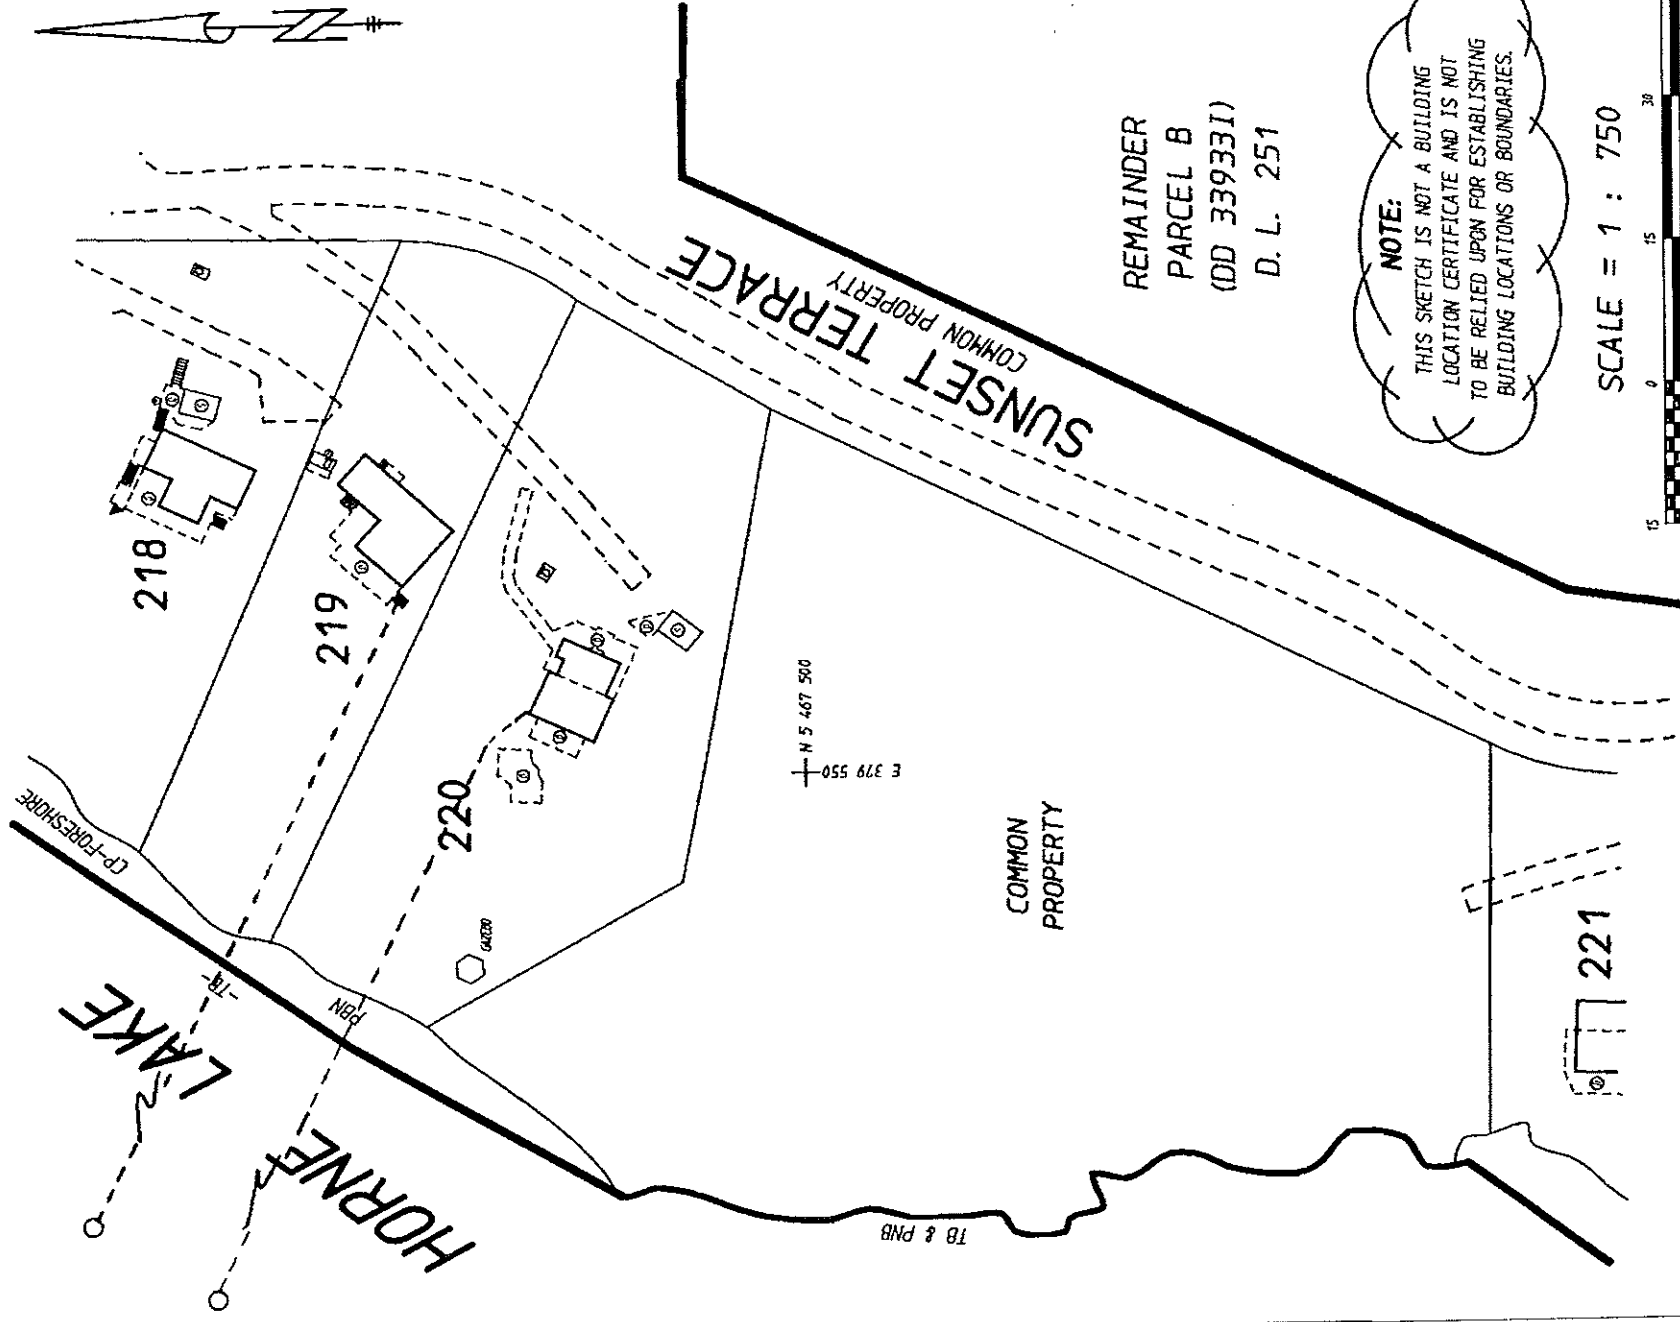 218
219
220
221
HORNE LAKE
CP-FORESHORE
TB
PBN
GAZEBO
TB & PNB
SUNSET TERRACE
COMMON PROPERTY
N 5 467 500
E 379 550
COMMON
PROPERTY
REMAINDER
PARCEL B
(DD 33933I)
D. L. 251
NOTE:
THIS SKETCH IS NOT A BUILDING
LOCATION CERTIFICATE AND IS NOT
TO BE RELIED UPON FOR ESTABLISHING
BUILDING LOCATIONS OR BOUNDARIES.
SCALE = 1 : 750
15 0 15 30